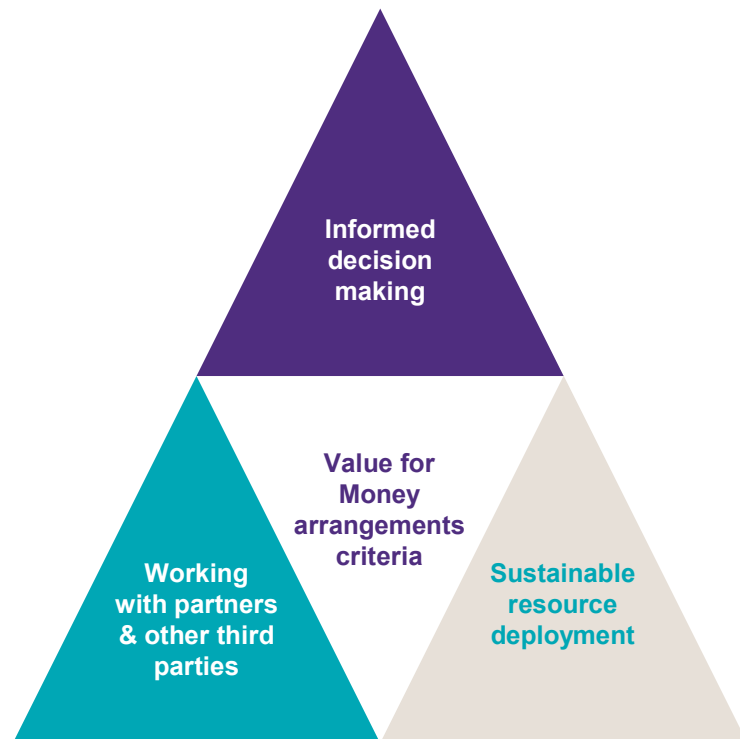 Informed
decision
making
Value for
Money
arrangements
criteria
Working
with partners
& other third
parties
Sustainable
resource
deployment